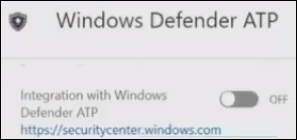 Windows Defender ATP
Integration with Windows
Defender ATP
OFF
https://securitycenter.windows.com